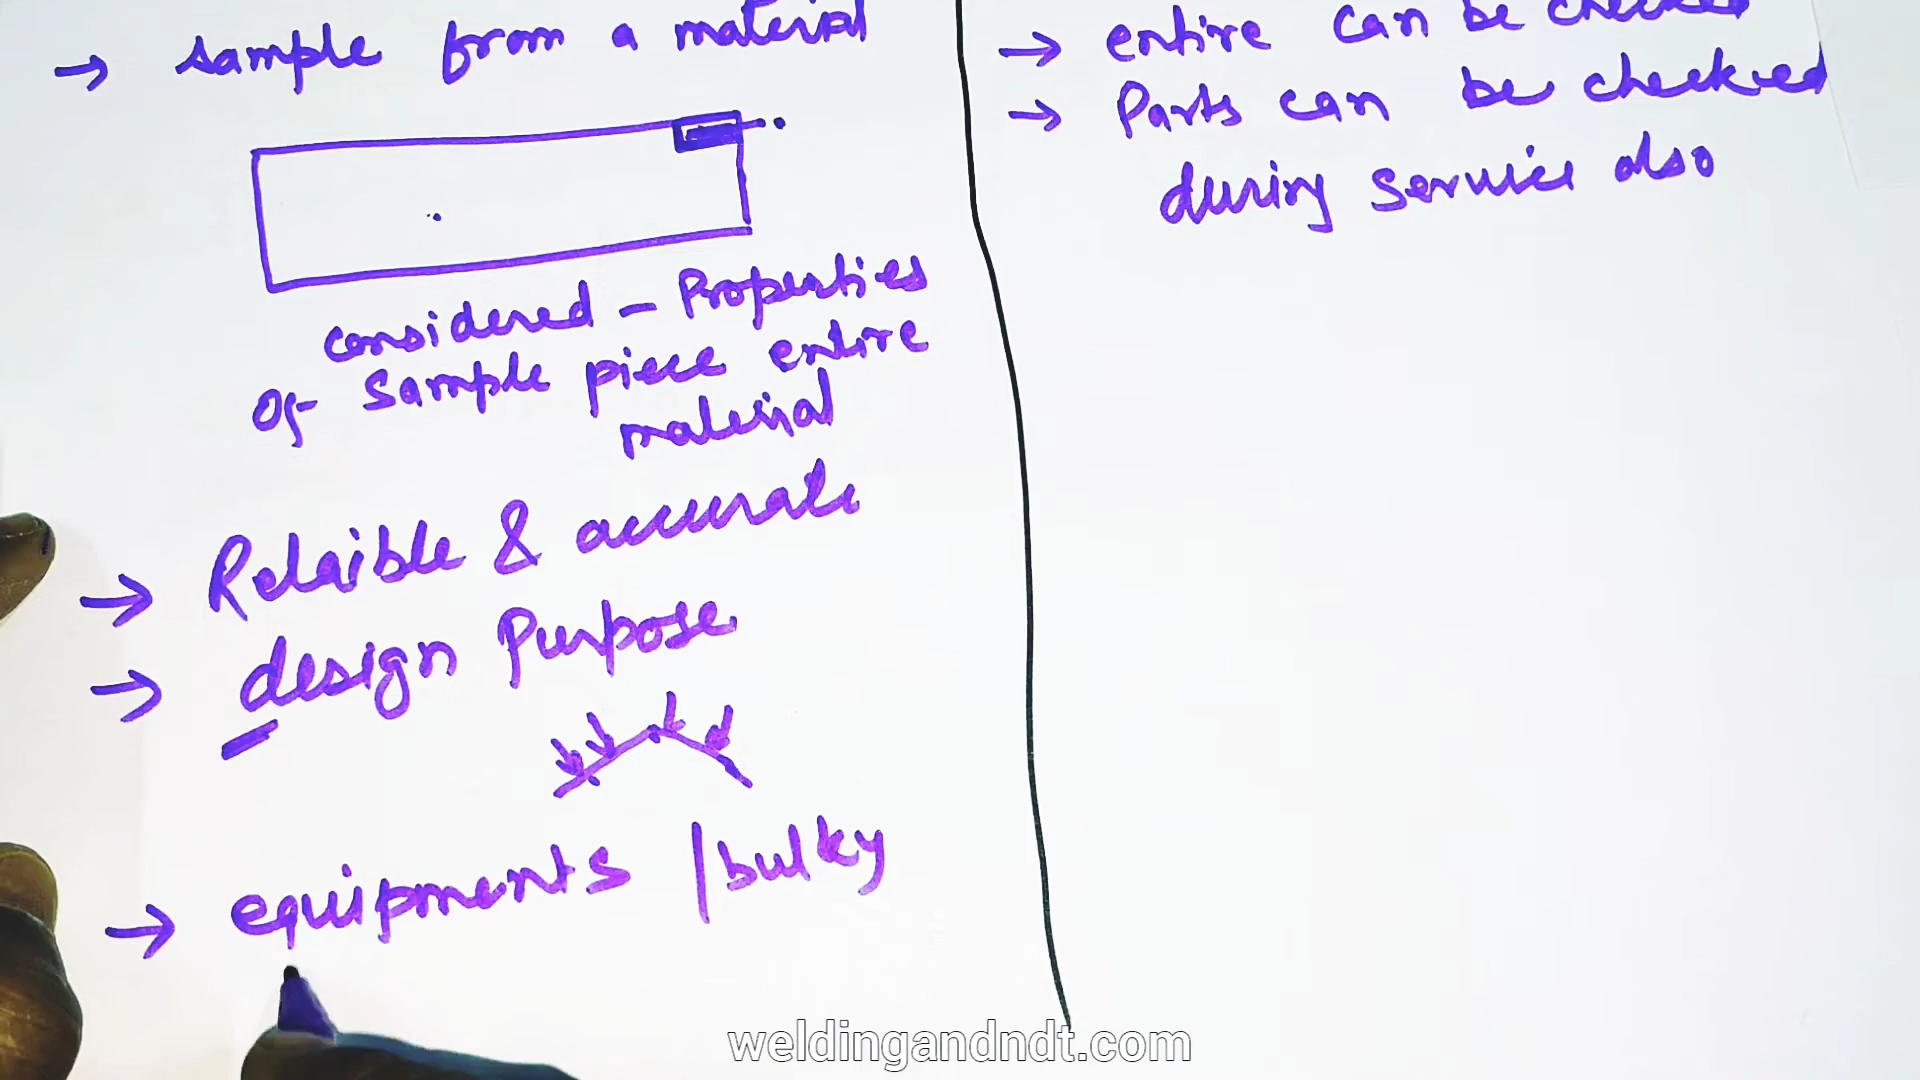 → Sample from a material
considered – Properties
of Sample piece entire
material
→ Relaible & accurate
→ design Purpose
→ equipments / bulky
→ entire can be checked
→ Parts can be checked
during service also
weldingandndt.com